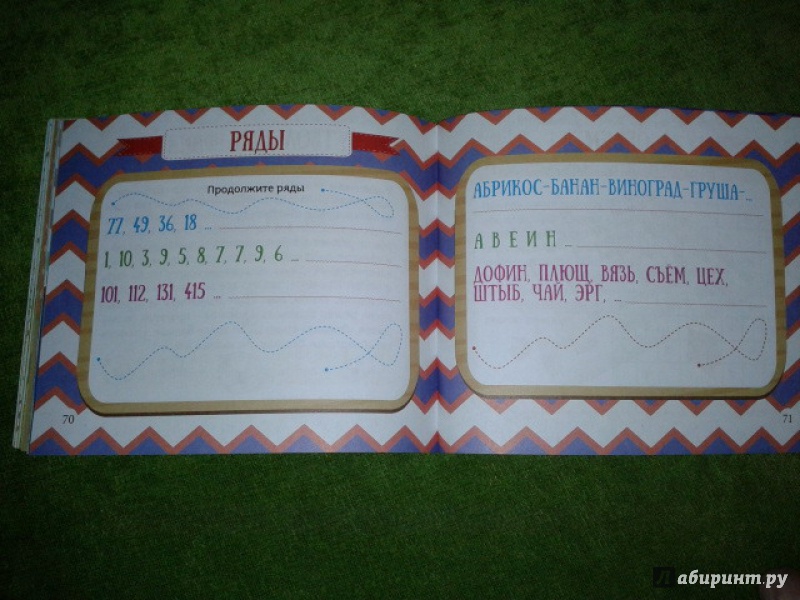 РЯДЫ
Продолжите ряды
77, 49, 36, 18 ...
1, 10, 3, 9, 5, 8, 7, 7, 9, 6 ...
101, 112, 131, 415 ...
70
АБРИКОС-БАНАН-ВИНОГРАД-ГРУША-...
А В Е И Н ...
ДОФИН, ПЛЮЩ, ВЯЗЬ, СЪЁМ, ЦЕХ,
ШТЫБ, ЧАЙ, ЭРГ, ...
71
Лабиринт.ру